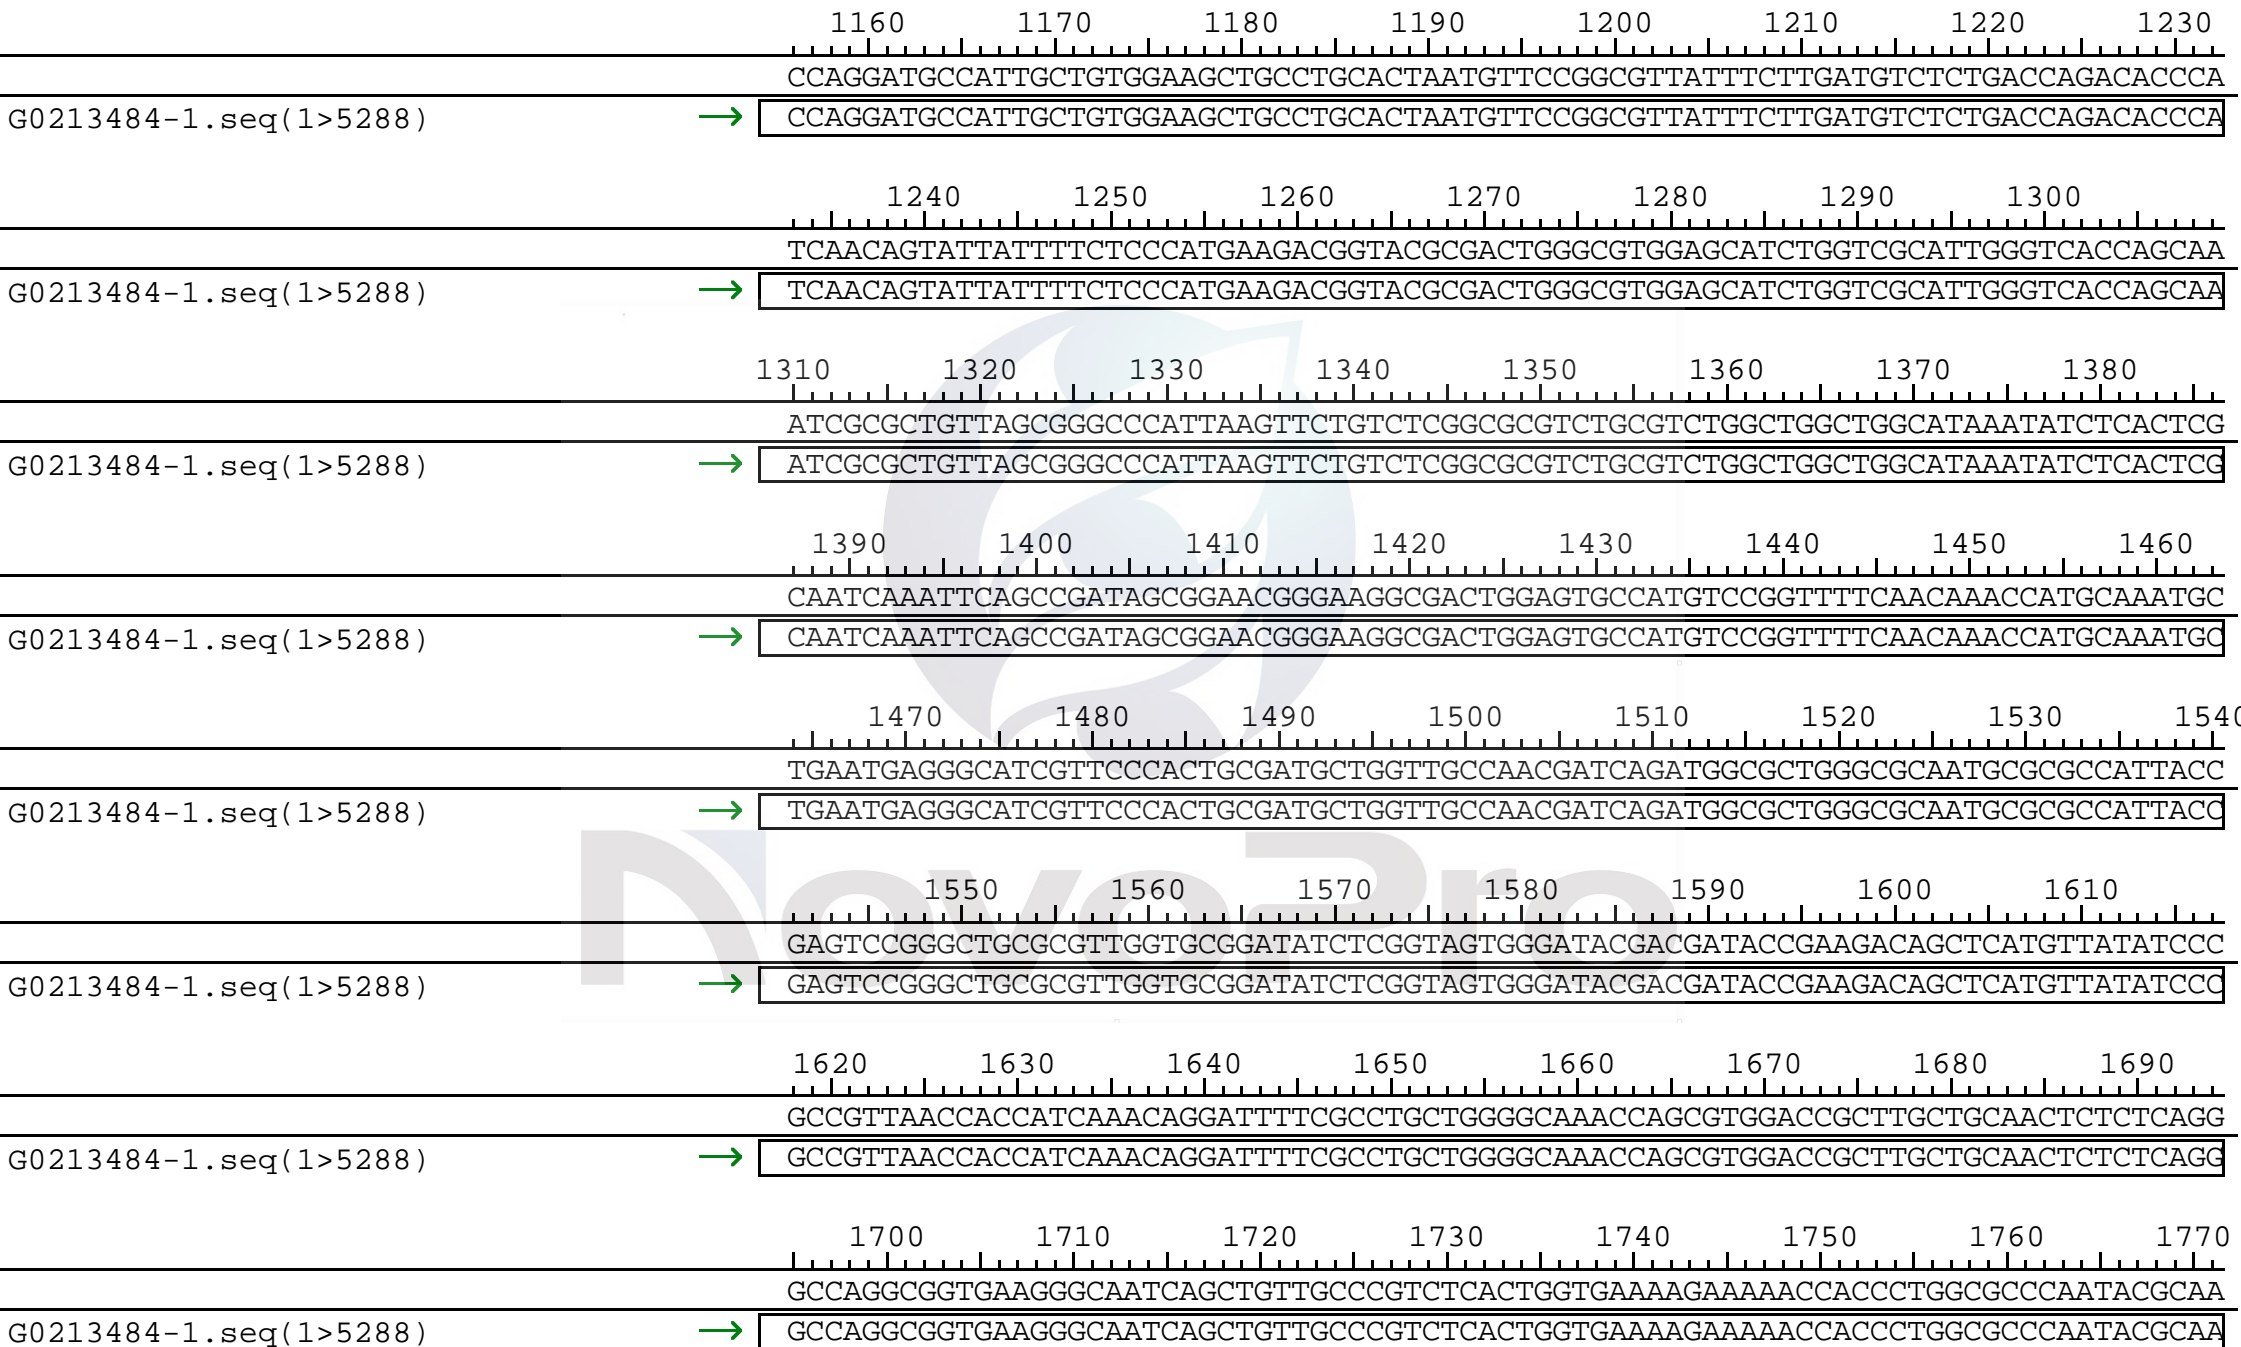 1160 1170 1180 1190 1200 1210 1220 1230
CCAGGATGCCATTGCTGTGGAAGCTGCCTGCACTAATGTTCCGGCGTTATTTCTTGATGTCTCTGACCAGACACCCA
G0213484-1.seq(1>5288) → CCAGGATGCCATTGCTGTGGAAGCTGCCTGCACTAATGTTCCGGCGTTATTTCTTGATGTCTCTGACCAGACACCCA
1240 1250 1260 1270 1280 1290 1300
TCAACAGTATTATTTTCTCCCATGAAGACGGTACGCGACTGGGCGTGGAGCATCTGGTCGCATTGGGTCACCAGCAA
G0213484-1.seq(1>5288) → TCAACAGTATTATTTTCTCCCATGAAGACGGTACGCGACTGGGCGTGGAGCATCTGGTCGCATTGGGTCACCAGCAA
1310 1320 1330 1340 1350 1360 1370 1380
ATCGCGCTGTTAGCGGGCCCATTAAGTTCTGTCTCGGCGCGTCTGCGTCTGGCTGGCTGGCATAAATATCTCACTCG
G0213484-1.seq(1>5288) → ATCGCGCTGTTAGCGGGCCCATTAAGTTCTGTCTCGGCGCGTCTGCGTCTGGCTGGCTGGCATAAATATCTCACTCG
1390 1400 1410 1420 1430 1440 1450 1460
CAATCAAATTCAGCCGATAGCGGAACGGGAAGGCGACTGGAGTGCCATGTCCGGTTTTCAACAAACCATGCAAATGC
G0213484-1.seq(1>5288) → CAATCAAATTCAGCCGATAGCGGAACGGGAAGGCGACTGGAGTGCCATGTCCGGTTTTCAACAAACCATGCAAATGC
1470 1480 1490 1500 1510 1520 1530 1540
TGAATGAGGGCATCGTTCCCACTGCGATGCTGGTTGCCAACGATCAGATGGCGCTGGGCGCAATGCGCGCCATTACC
G0213484-1.seq(1>5288) → TGAATGAGGGCATCGTTCCCACTGCGATGCTGGTTGCCAACGATCAGATGGCGCTGGGCGCAATGCGCGCCATTACC
NovoPro
1550 1560 1570 1580 1590 1600 1610
GAGTCCGGGCTGCGCGTTGGTGCGGATATCTCGGTAGTGGGATACGACGATACCGAAGACAGCTCATGTTATATCCC
G0213484-1.seq(1>5288) → GAGTCCGGGCTGCGCGTTGGTGCGGATATCTCGGTAGTGGGATACGACGATACCGAAGACAGCTCATGTTATATCCC
1620 1630 1640 1650 1660 1670 1680 1690
GCCGTTAACCACCATCAAACAGGATTTTCGCCTGCTGGGGCAAACCAGCGTGGACCGCTTGCTGCAACTCTCTCAGG
G0213484-1.seq(1>5288) → GCCGTTAACCACCATCAAACAGGATTTTCGCCTGCTGGGGCAAACCAGCGTGGACCGCTTGCTGCAACTCTCTCAGG
1700 1710 1720 1730 1740 1750 1760 1770
GCCAGGCGGTGAAGGGCAATCAGCTGTTGCCCGTCTCACTGGTGAAAAGAAAAACCACCCTGGCGCCCAATACGCAA
G0213484-1.seq(1>5288) → GCCAGGCGGTGAAGGGCAATCAGCTGTTGCCCGTCTCACTGGTGAAAAGAAAAACCACCCTGGCGCCCAATACGCAA